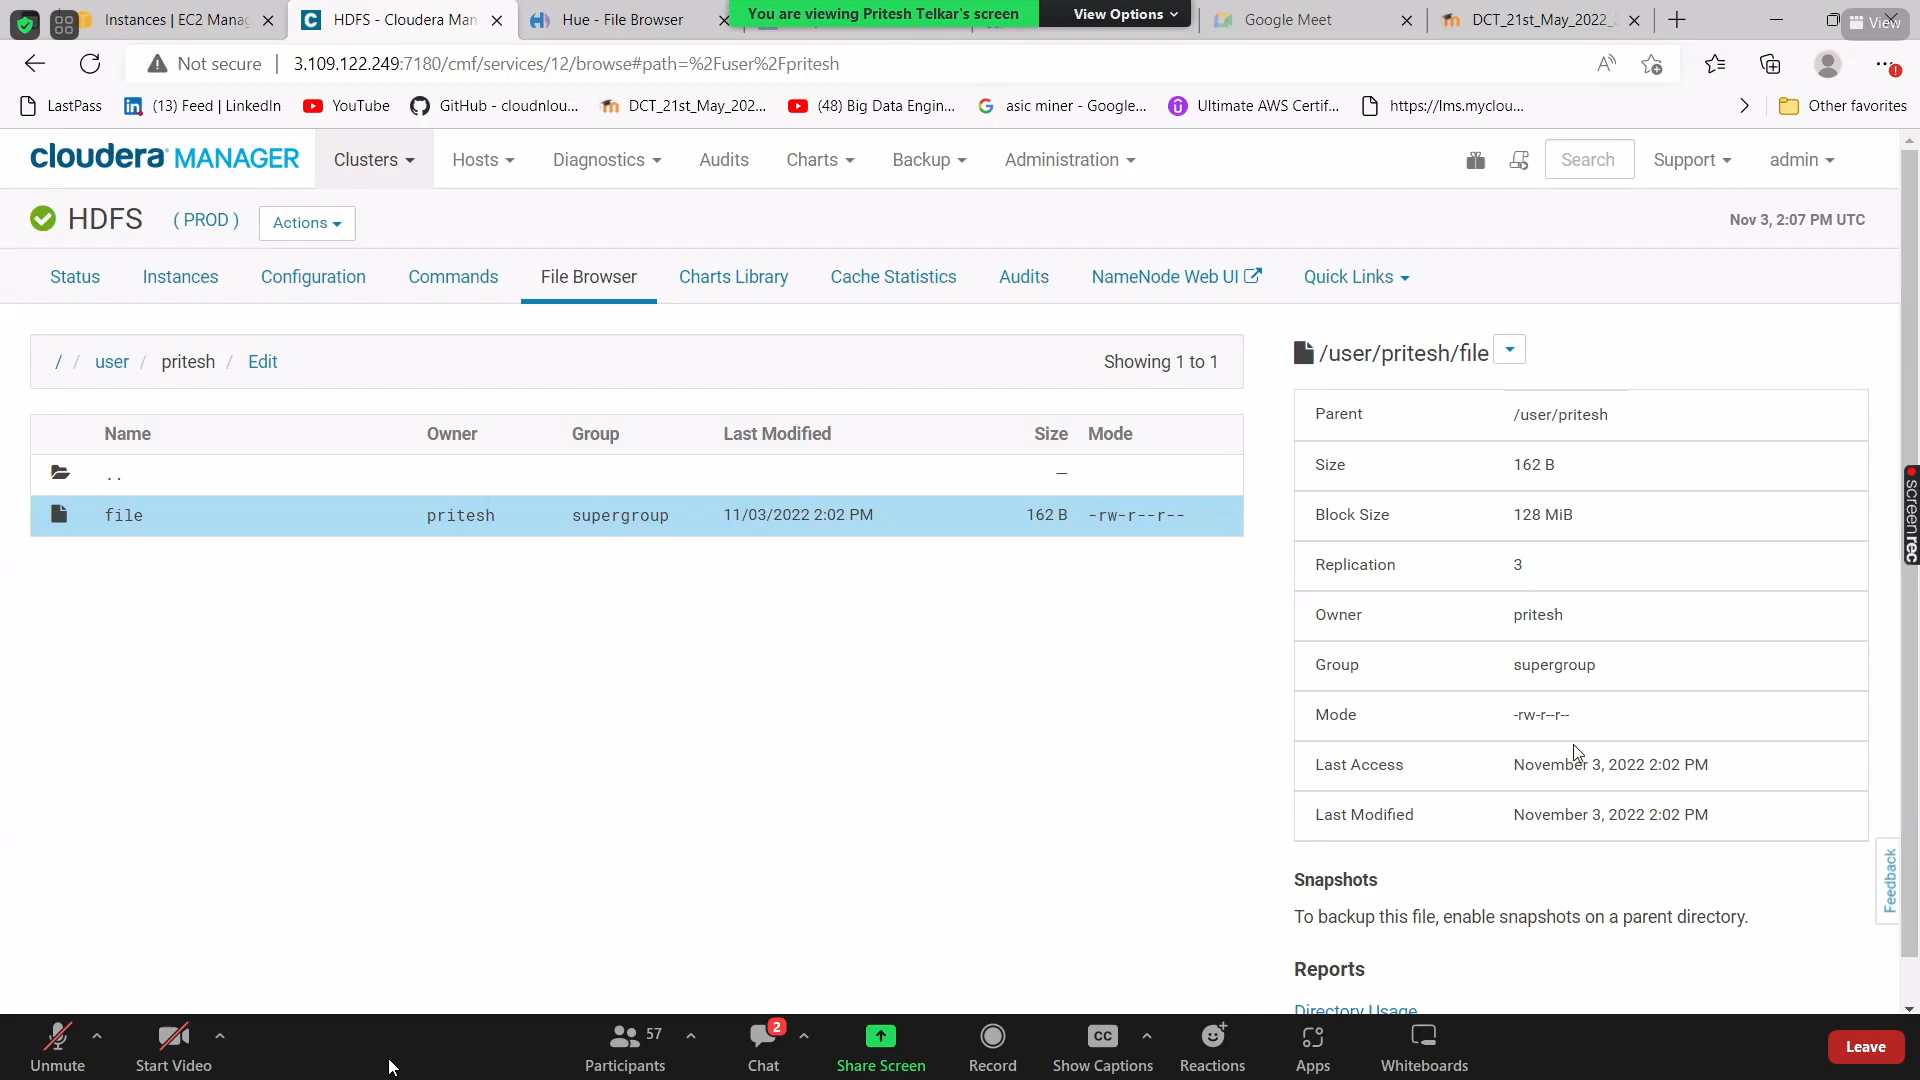 Instances | EC2 Manag
HDFS - Cloudera Man
Hue - File Browser
You are viewing Pritesh Telkar's screen
View Options
Google Meet
DCT_21st_May_2022_
View
Not secure
3.109.122.249:7180/cmf/services/12/browse#path=%2Fuser%2Fpritesh
LastPass
(13) Feed | LinkedIn
YouTube
GitHub - cloudnlou...
DCT_21st_May_202...
(48) Big Data Engin...
asic miner - Google...
Ultimate AWS Certif...
https://lms.myclou...
Other favorites
cloudera MANAGER
Clusters
Hosts
Diagnostics
Audits
Charts
Backup
Administration
Search
Support
admin
HDFS
( PROD )
Actions
Nov 3, 2:07 PM UTC
Status
Instances
Configuration
Commands
File Browser
Charts Library
Cache Statistics
Audits
NameNode Web UI
Quick Links
/ / user / pritesh / Edit
Showing 1 to 1
/user/pritesh/file
Name Owner Group Last Modified Size Mode
.. —
file pritesh supergroup 11/03/2022 2:02 PM 162 B -rw-r--r--
Parent /user/pritesh
Size 162 B
Block Size 128 MiB
Replication 3
Owner pritesh
Group supergroup
Mode -rw-r--r--
Last Access November 3, 2022 2:02 PM
Last Modified November 3, 2022 2:02 PM
Snapshots
To backup this file, enable snapshots on a parent directory.
Reports
Directory Usage
screenrec
Feedback
Unmute
Start Video
57
Participants
2
Chat
Share Screen
Record
CC
Show Captions
Reactions
Apps
Whiteboards
Leave